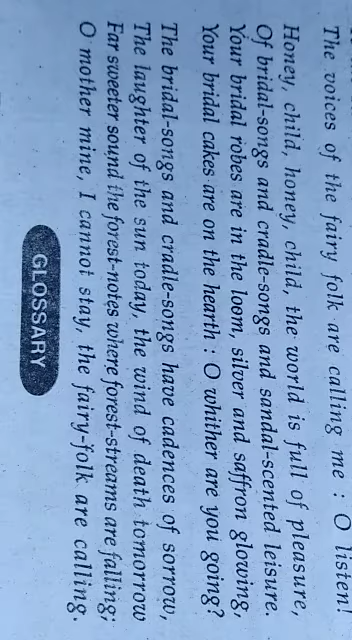 The voices of the fairy folk are calling me : O listen!
Honey, child, honey, child, the world is full of pleasure,
Of bridal-songs and cradle-songs and sandal-scented leisure.
Your bridal robes are in the loom, silver and saffron glowing,
Your bridal cakes are on the hearth : O whither are you going?
The bridal-songs and cradle-songs have cadences of sorrow,
The laughter of the sun today, the wind of death tomorrow
Far sweeter sound the forest-notes where forest-streams are falling;
O mother mine, I cannot stay, the fairy-folk are calling.
GLOSSARY